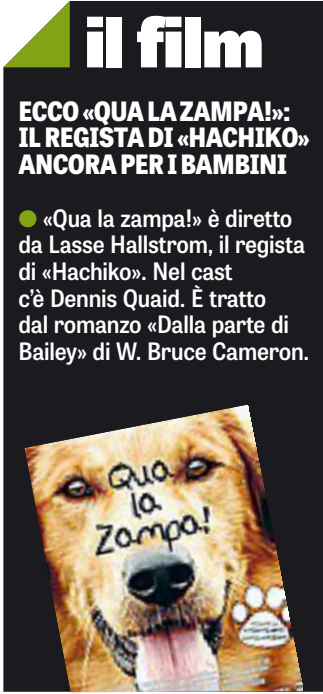 il film
ECCO «QUA LA ZAMPA!»:
IL REGISTA DI «HACHIKO»
ANCORA PER I BAMBINI
«Qua la zampa!» è diretto
da Lasse Hallstrom, il regista
di «Hachiko». Nel cast
c'è Dennis Quaid. È tratto
dal romanzo «Dalla parte di
Bailey» di W. Bruce Cameron.
Qua
la
Zampa!